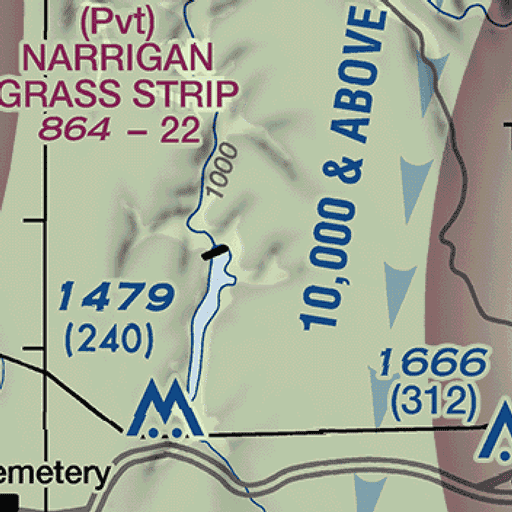 (Pvt)
NARRIGAN
GRASS STRIP
864 – 22
1000
10,000 & ABOVE
1479
(240)
1666
(312)
emetery